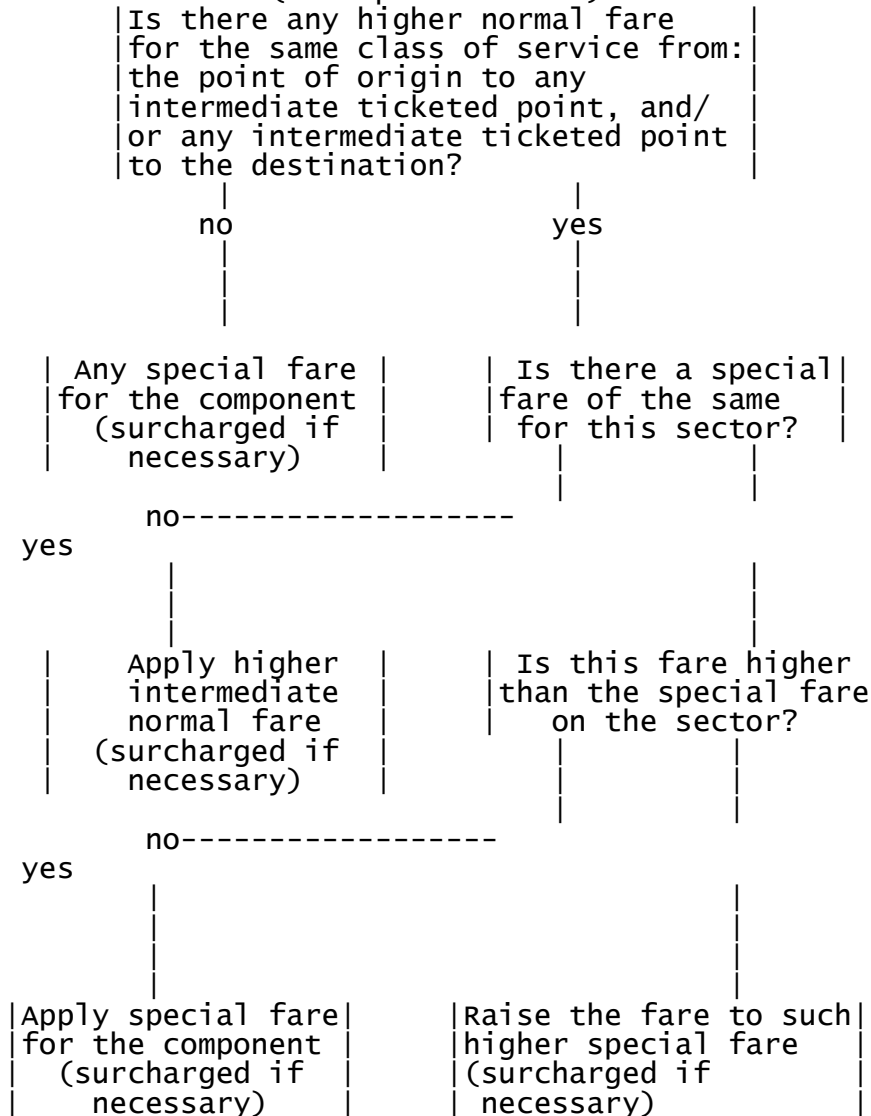 Is there any higher normal fare
for the same class of service from:
the point of origin to any
intermediate ticketed point, and/
or any intermediate ticketed point
to the destination?
no yes
Any special fare Is there a special
for the component fare of the same
(surcharged if for this sector?
necessary)
no-------------------
yes
Apply higher Is this fare higher
intermediate than the special fare
normal fare on the sector?
(surcharged if
necessary)
no------------------
yes
Apply special fare Raise the fare to such
for the component higher special fare
(surcharged if (surcharged if
necessary) necessary)